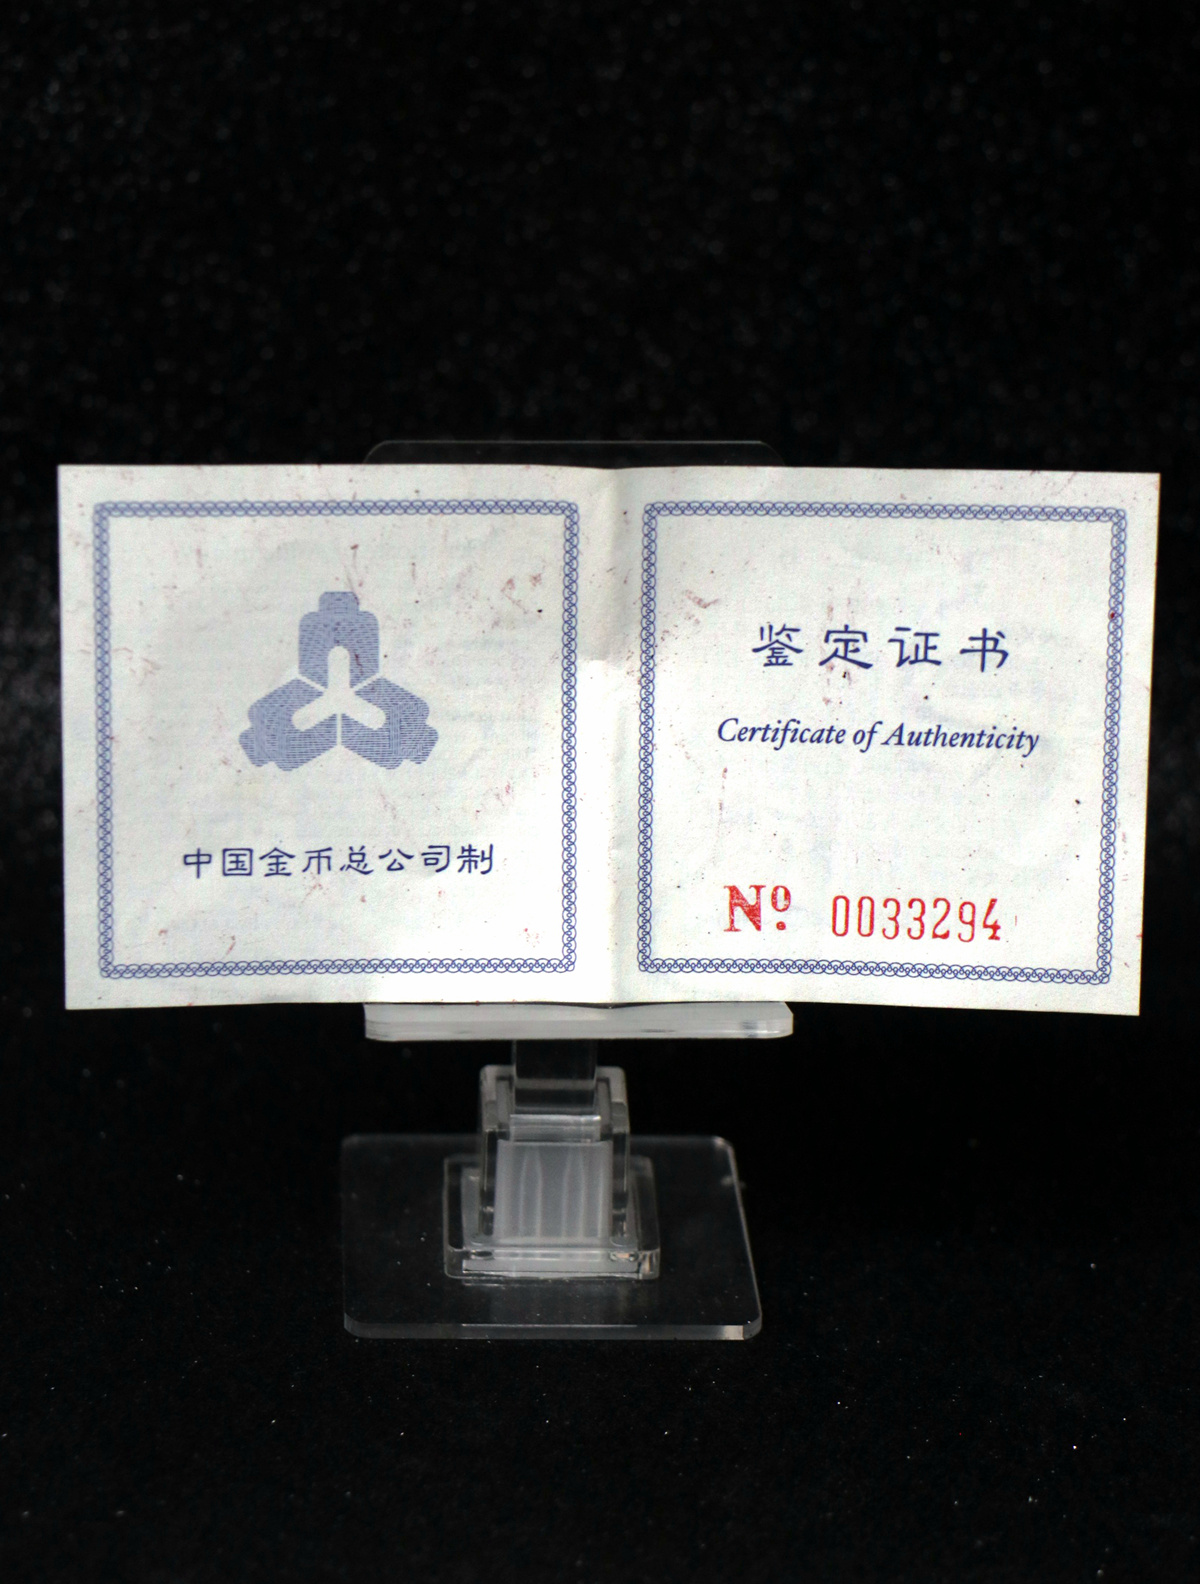 中国金币总公司制
鉴定证书
Certificate of Authenticity
Nº 0033294